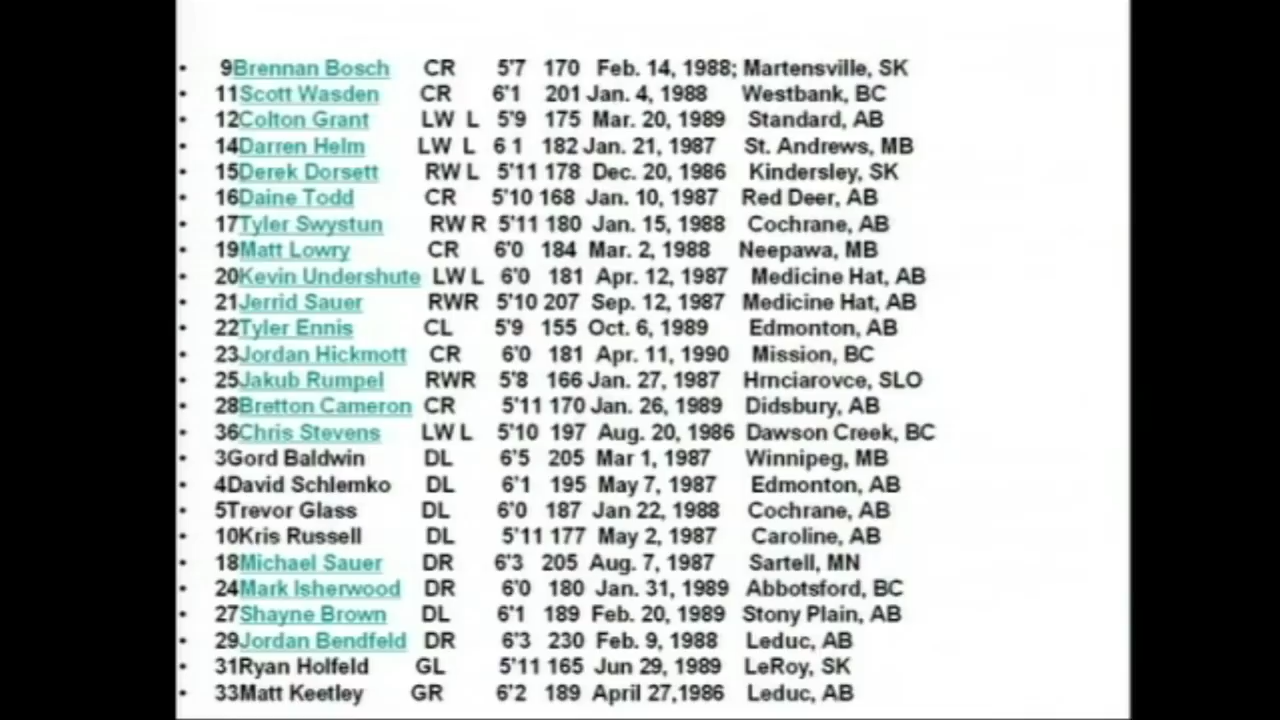 • 9Brennan Bosch CR 5'7 170 Feb. 14, 1988; Martensville, SK
• 11Scott Wasden CR 6'1 201 Jan. 4, 1988 Westbank, BC
• 12Colton Grant LW L 5'9 175 Mar. 20, 1989 Standard, AB
• 14Darren Helm LW L 6 1 182 Jan. 21, 1987 St. Andrews, MB
• 15Derek Dorsett RW L 5'11 178 Dec. 20, 1986 Kindersley, SK
• 16Daine Todd CR 5'10 168 Jan. 10, 1987 Red Deer, AB
• 17Tyler Swystun RW R 5'11 180 Jan. 15, 1988 Cochrane, AB
• 19Matt Lowry CR 6'0 184 Mar. 2, 1988 Neepawa, MB
• 20Kevin Undershute LW L 6'0 181 Apr. 12, 1987 Medicine Hat, AB
• 21Jerrid Sauer RWR 5'10 207 Sep. 12, 1987 Medicine Hat, AB
• 22Tyler Ennis CL 5'9 155 Oct. 6, 1989 Edmonton, AB
• 23Jordan Hickmott CR 6'0 181 Apr. 11, 1990 Mission, BC
• 25Jakub Rumpel RWR 5'8 166 Jan. 27, 1987 Hrnciarovce, SLO
• 28Bretton Cameron CR 5'11 170 Jan. 26, 1989 Didsbury, AB
• 36Chris Stevens LW L 5'10 197 Aug. 20, 1986 Dawson Creek, BC
• 3Gord Baldwin DL 6'5 205 Mar 1, 1987 Winnipeg, MB
• 4David Schlemko DL 6'1 195 May 7, 1987 Edmonton, AB
• 5Trevor Glass DL 6'0 187 Jan 22, 1988 Cochrane, AB
• 10Kris Russell DL 5'11 177 May 2, 1987 Caroline, AB
• 18Michael Sauer DR 6'3 205 Aug. 7, 1987 Sartell, MN
• 24Mark Isherwood DR 6'0 180 Jan. 31, 1989 Abbotsford, BC
• 27Shayne Brown DL 6'1 189 Feb. 20, 1989 Stony Plain, AB
• 29Jordan Bendfeld DR 6'3 230 Feb. 9, 1988 Leduc, AB
• 31Ryan Holfeld GL 5'11 165 Jun 29, 1989 LeRoy, SK
• 33Matt Keetley GR 6'2 189 April 27,1986 Leduc, AB